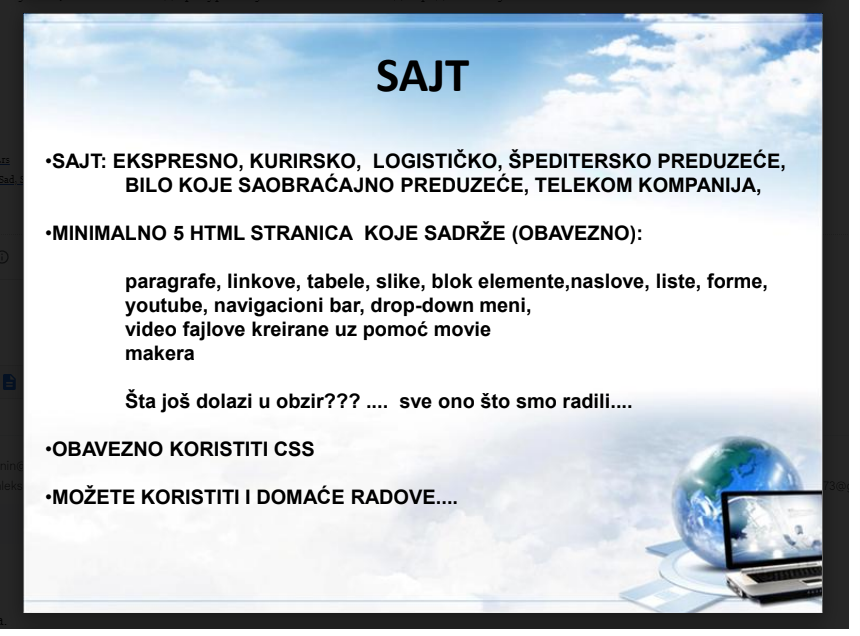 SAJT
•SAJT: EKSPRESNO, KURIRSKO, LOGISTIČKO, ŠPEDITERSKO PREDUZEĆE,
BILO KOJE SAOBRAĆAJNO PREDUZEĆE, TELEKOM KOMPANIJA,
•MINIMALNO 5 HTML STRANICA KOJE SADRŽE (OBAVEZNO):
paragrafe, linkove, tabele, slike, blok elemente,naslove, liste, forme,
youtube, navigacioni bar, drop-down meni,
video fajlove kreirane uz pomoć movie
makera
Šta još dolazi u obzir??? .... sve ono što smo radili....
•OBAVEZNO KORISTITI CSS
•MOŽETE KORISTITI I DOMAĆE RADOVE....